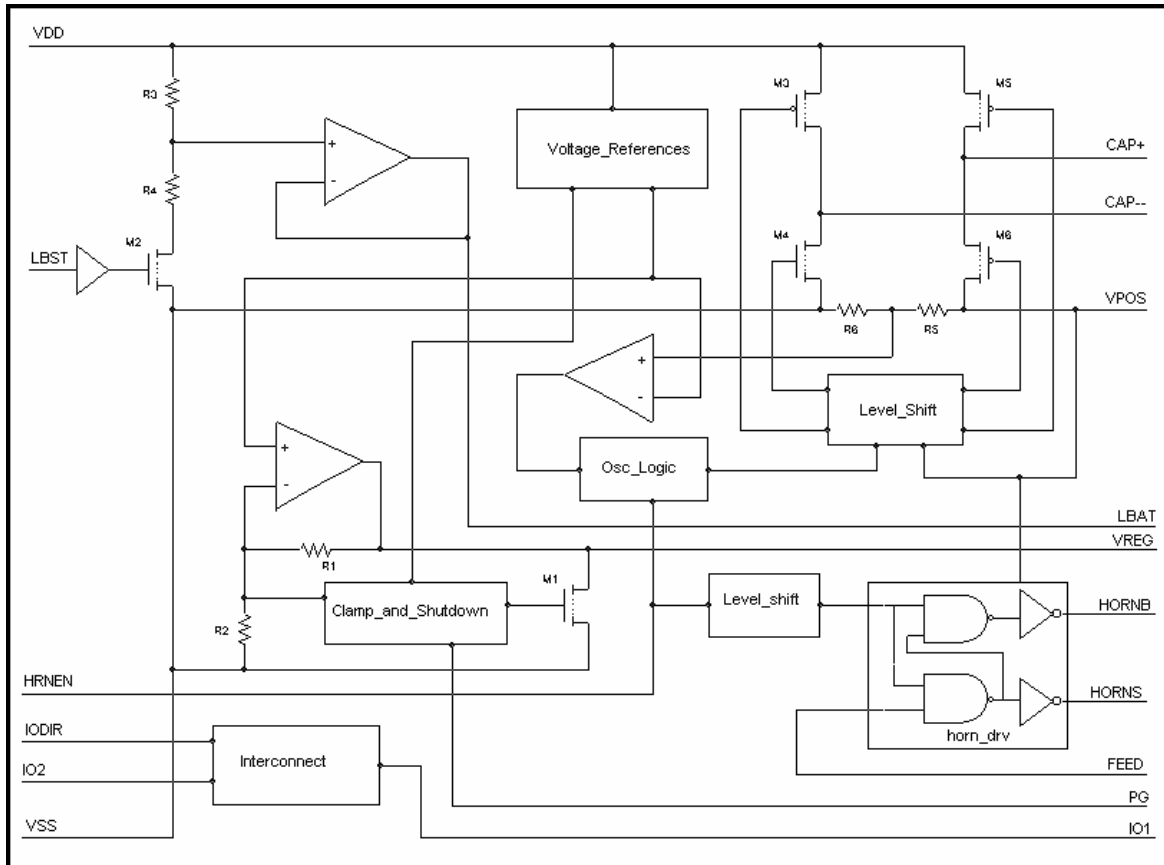 VDD
R3
M3
M5
+
-
Voltage_References
CAP+
R4
CAP--
M2
M4
M6
LBST
VPOS
R6
R5
+
-
Level_Shift
+
-
Osc_Logic
LBAT
VREG
R1
M1
Clamp_and_Shutdown
Level_shift
HORNB
R2
HRNEN
HORNS
IODIR
horn_drv
Interconnect
FEED
IO2
PG
VSS
IO1